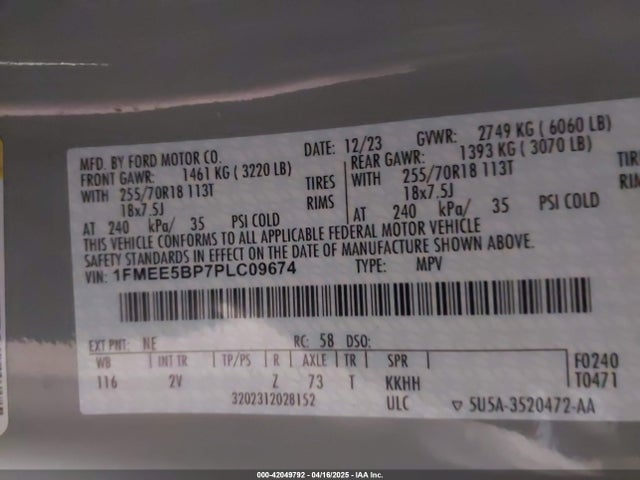 MFD. BY FORD MOTOR CO. DATE: 12/23 GVWR: 2749 KG ( 6060 LB)
FRONT GAWR: 1461 KG ( 3220 LB) REAR GAWR: 1393 KG ( 3070 LB)
WITH 255/70R18 113T TIRES WITH 255/70R18 113T TIRE
18x7.5J RIMS 18x7.5J RIM
AT 240 kPa/ 35 PSI COLD AT 240 kPa/ 35 PSI COLD
THIS VEHICLE CONFORMS TO ALL APPLICABLE FEDERAL MOTOR VEHICLE
SAFETY STANDARDS IN EFFECT ON THE DATE OF MANUFACTURE SHOWN ABOVE.
VIN: 1FMEE5BP7PLC09674 TYPE: MPV
EXT PNT: NE RC: 58 DSO:
WB INT TR TP/PS R AXLE TR SPR F0240
116 2V Z 73 T KKHH T0471
3202312028152 ULC ▽ 5U5A-3520472-AA
000-42049792 - 04/16/2025 - IAA Inc.